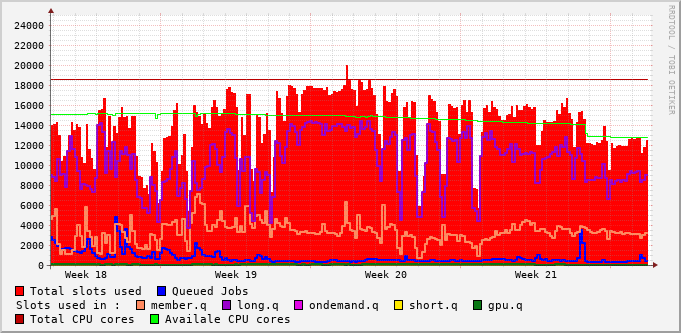 24000
22000
20000
18000
16000
14000
12000
10000
8000
6000
4000
2000
0
Week 18 Week 19 Week 20 Week 21
Total slots used Queued Jobs
Slots used in : member.q long.q ondemand.q short.q gpu.q
Total CPU cores Availale CPU cores
RRDTOOL / TOBI OETIKER